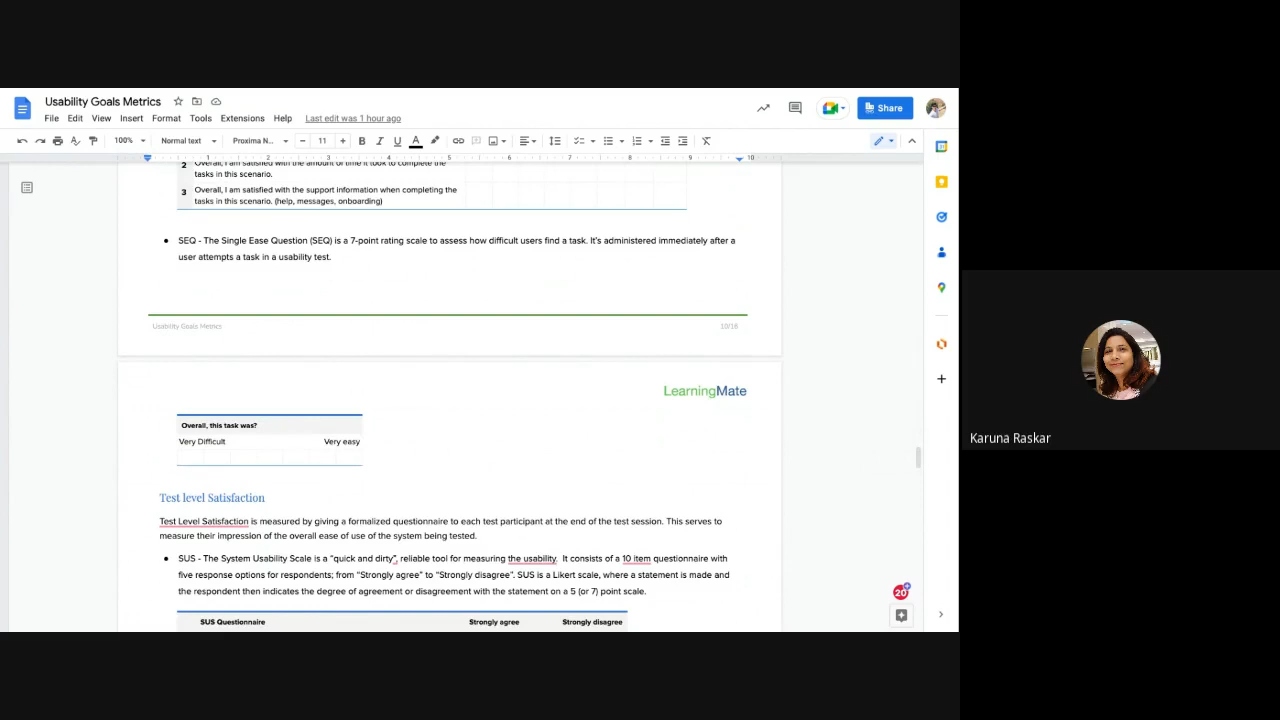 Usability Goals Metrics
File Edit View Insert Format Tools Extensions Help Last edit was 1 hour ago
Share
100% Normal text Proxima N... 11
1 2 3 4 5 6 7 8 9 10
2 Overall, I am satisfied with the amount of time it took to complete the
tasks in this scenario.
3 Overall, I am satisfied with the support information when completing the
tasks in this scenario. (help, messages, onboarding)
● SEQ - The Single Ease Question (SEQ) is a 7-point rating scale to assess how difficult users find a task. It's administered immediately after a
user attempts a task in a usability test.
Usability Goals Metrics 10/16
LearningMate
Overall, this task was?
Very Difficult Very easy
Test level Satisfaction
Test Level Satisfaction is measured by giving a formalized questionnaire to each test participant at the end of the test session. This serves to
measure their impression of the overall ease of use of the system being tested.
● SUS - The System Usability Scale is a “quick and dirty”, reliable tool for measuring the usability. It consists of a 10 item questionnaire with
five response options for respondents; from “Strongly agree” to “Strongly disagree”. SUS is a Likert scale, where a statement is made and
the respondent then indicates the degree of agreement or disagreement with the statement on a 5 (or 7) point scale.
SUS Questionnaire Strongly agree Strongly disagree
20
Karuna Raskar